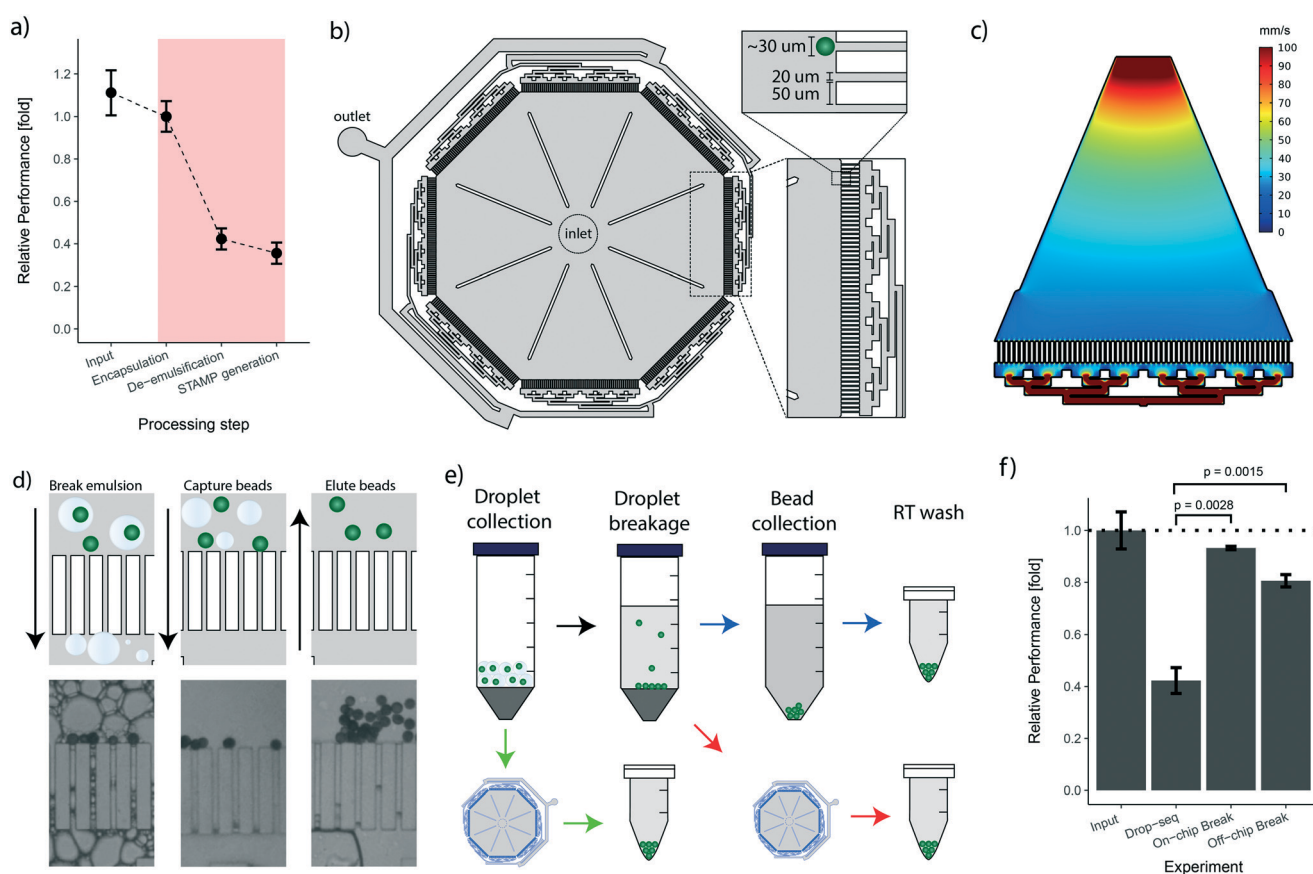 a)
Relative Performance [fold]
1.2
1.0
0.8
0.6
0.4
0.2
0.0
Input
Encapsulation
De-emulsification
STAMP generation
Processing step
b)
outlet
inlet
~30 um
20 um
50 um
c)
mm/s
100
90
80
70
60
50
40
30
20
10
0
d)
Break emulsion
Capture beads
Elute beads
e)
Droplet
collection
Droplet
breakage
Bead
collection
RT wash
f)
Relative Performance [fold]
p = 0.0015
p = 0.0028
1.0
0.8
0.6
0.4
0.2
0.0
Input
Drop-seq
On-chip Break
Off-chip Break
Experiment